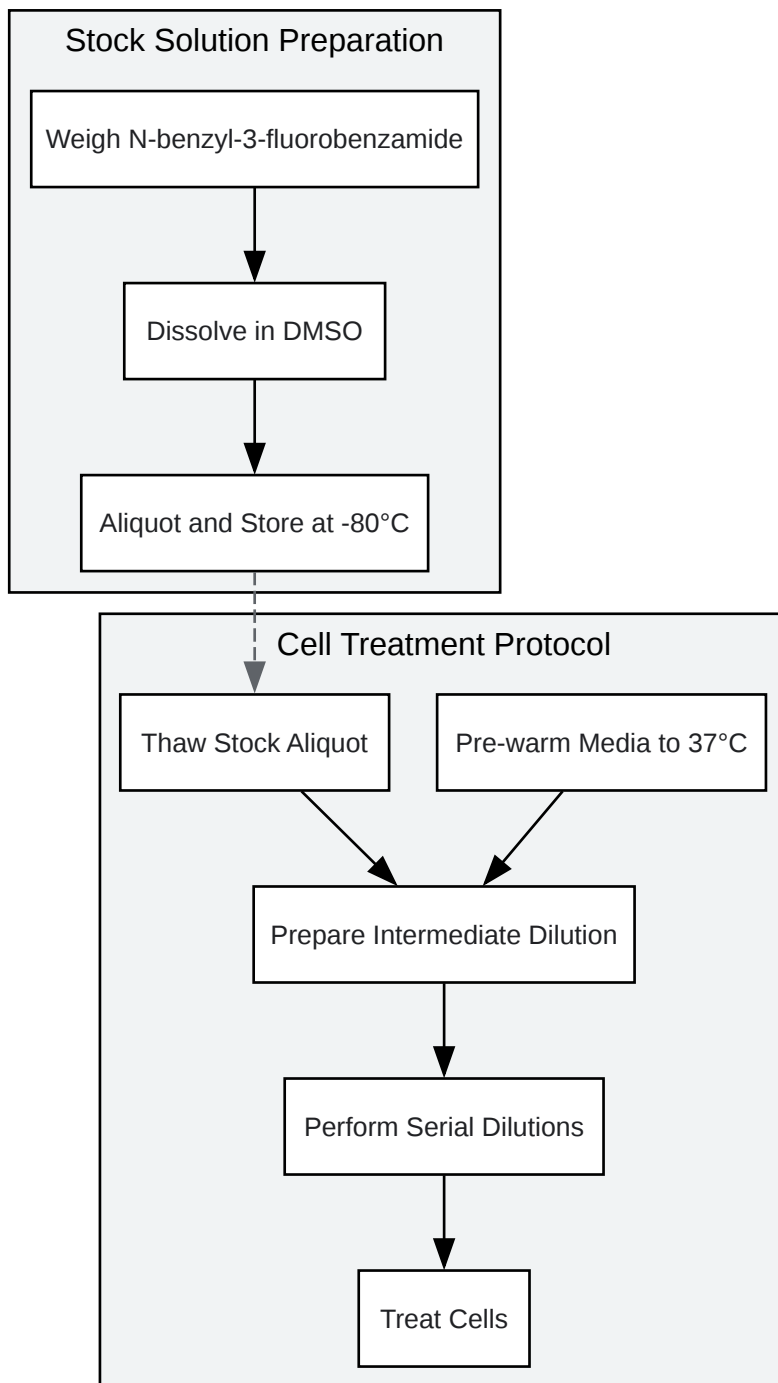 Stock Solution Preparation
Weigh N-benzyl-3-fluorobenzamide
Dissolve in DMSO
Aliquot and Store at -80°C
Cell Treatment Protocol
Thaw Stock Aliquot
Pre-warm Media to 37°C
Prepare Intermediate Dilution
Perform Serial Dilutions
Treat Cells